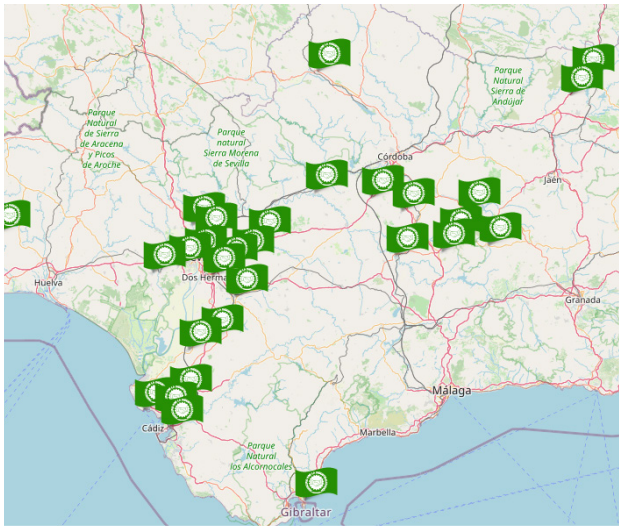 Parque
Natural
Sierra de
Andújar
Parque
Natural
de Sierra
de Aracena
y Picos
de Aroche
Parque
natural
Sierra Morena
de Sevilla
Córdoba
Jaén
Dos Herma
Huelva
Granada
Málaga
Cádiz
Marbella
Parque
Natural
los Alcornocales
Gibraltar